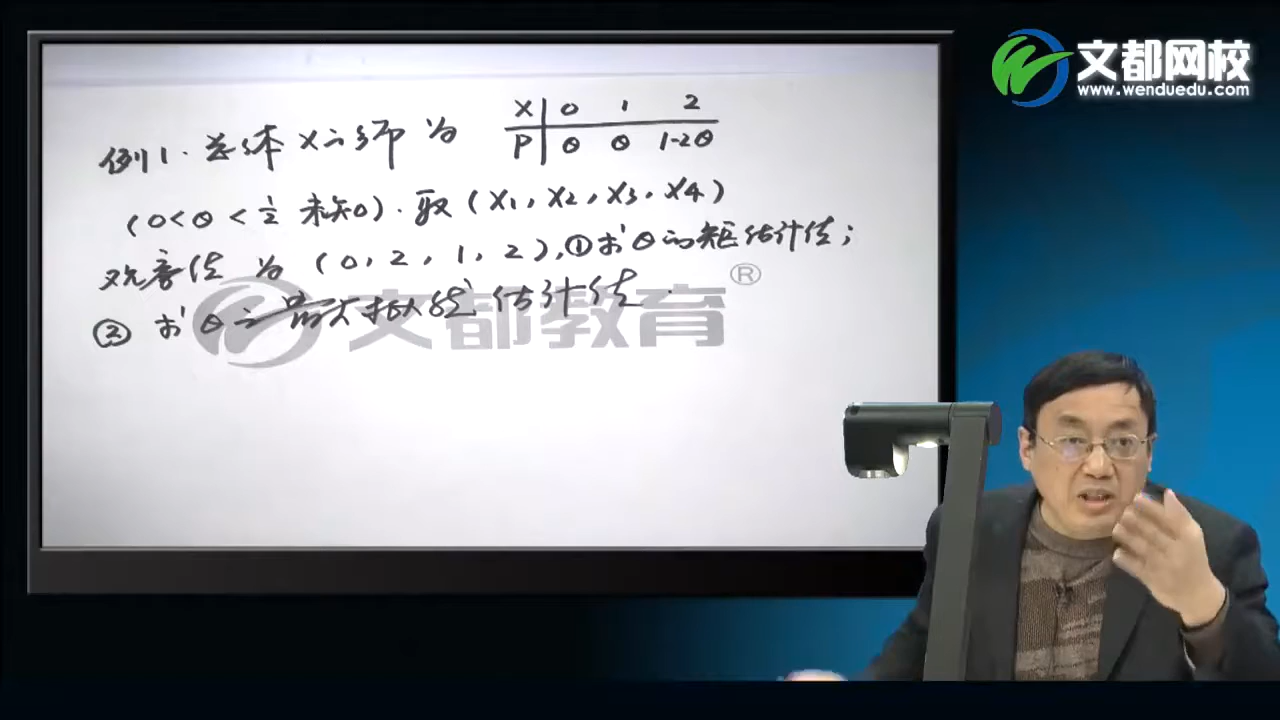 文都网校
www.wenduedu.com
例1. 总体 X 之分布 为
X 0 1 2
P θ θ 1-2θ
(0<θ<1/2 未知). 取 (X1, X2, X3, X4)
观察值 为 (0, 2, 1, 2), ①求θ的矩估计值;
②求θ之最大拟然估计值.
文都教育®